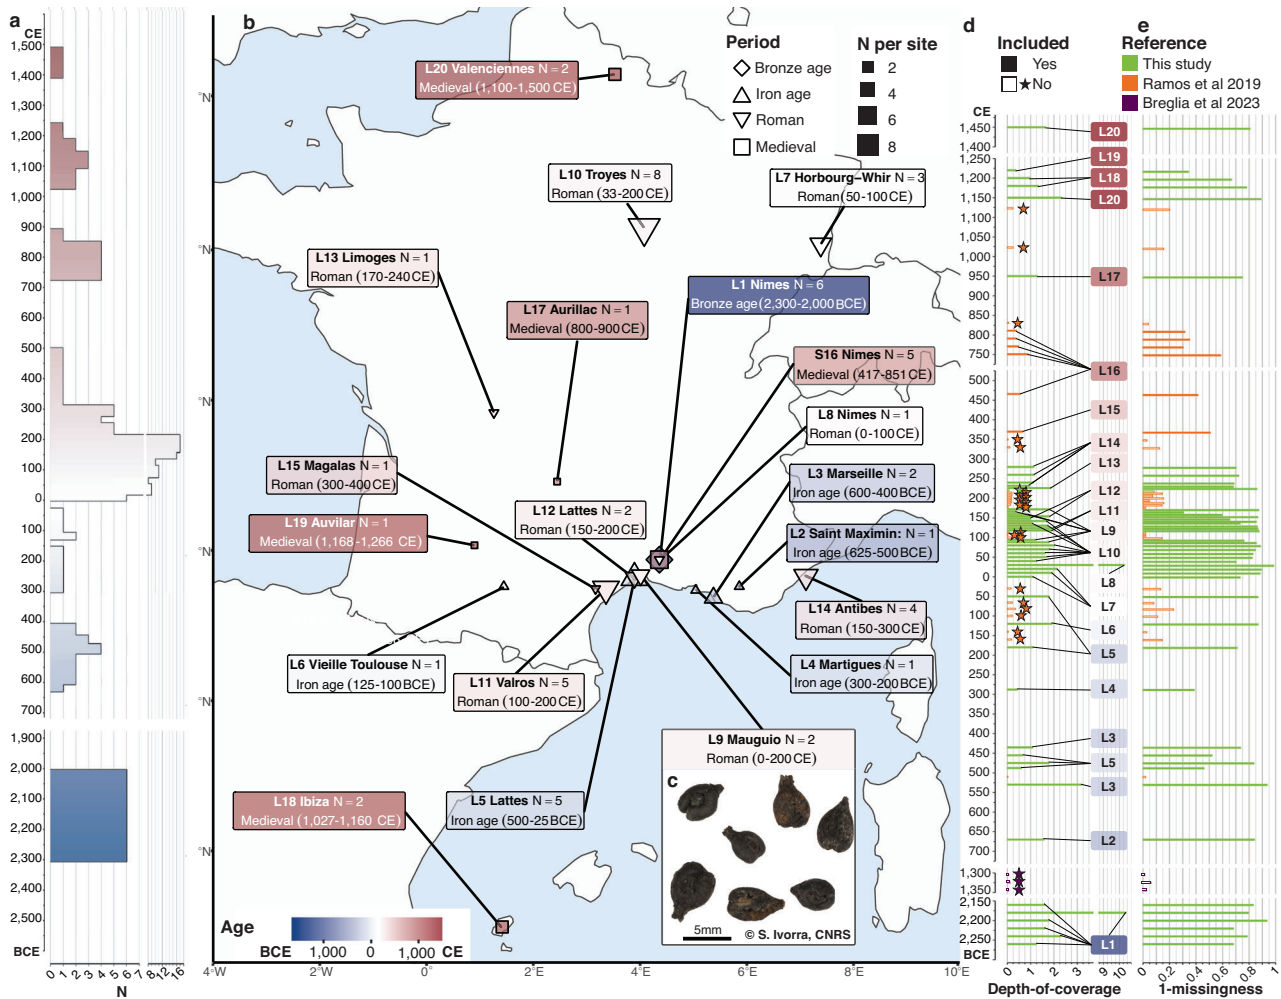 a
CE
1,500
1,400
1,300
1,200
1,100
1,000
900
800
700
600
500
400
300
200
100
0
100
200
300
400
500
600
700
1,900
2,000
2,100
2,200
2,300
2,400
2,500
BCE
0 1 2 3 4 5 6 7 8 12 16
N
b
L20 Valenciennes N = 2
Medieval (1,100-1,500 CE)
Period
Bronze age
Iron age
Roman
Medieval
N per site
2
4
6
8
L10 Troyes N = 8
Roman (33-200 CE)
L7 Horbourg–Whir N = 3
Roman (50-100 CE)
L13 Limoges N = 1
Roman (170-240 CE)
L1 Nimes N = 6
Bronze age (2,300-2,000 BCE)
L17 Aurillac N = 1
Medieval (800-900 CE)
S16 Nimes N = 5
Medieval (417-851 CE)
L8 Nimes N = 1
Roman (0-100 CE)
L15 Magalas N = 1
Roman (300-400 CE)
L3 Marseille N = 2
Iron age (600-400 BCE)
L12 Lattes N = 2
Roman (150-200 CE)
L19 Auvilar N = 1
Medieval (1,168-1,266 CE)
L2 Saint Maximin: N = 1
Iron age (625-500 BCE)
L14 Antibes N = 4
Roman (150-300 CE)
L6 Vieille Toulouse N = 1
Iron age (125-100 BCE)
L4 Martigues N = 1
Iron age (300-200 BCE)
L11 Valros N = 5
Roman (100-200 CE)
L9 Mauguio N = 2
Roman (0-200 CE)
L18 Ibiza N = 2
Medieval (1,027-1,160 CE)
L5 Lattes N = 5
Iron age (500-25 BCE)
c
5mm
© S. Ivorra, CNRS
Age
BCE 1,000 0 1,000 CE
°N
°N
°N
°N
°N
°N
4°W 2°W 0° 2°E 4°E 6°E 8°E 10°E
d
Included
Yes
No
CE
1,450
1,400
1,250
1,200
1,150
1,100
1,050
1,000
950
900
850
800
750
500
450
400
350
300
250
200
150
100
50
0
50
100
150
200
250
300
350
400
450
500
550
600
650
700
1,300
1,350
2,150
2,200
2,250
BCE
L20
L19
L18
L20
L17
L16
L15
L14
L13
L12
L11
L9
L10
L8
L7
L6
L5
L4
L3
L5
L3
L2
L1
0 1 2 3 9 10
Depth-of-coverage
e
Reference
This study
Ramos et al 2019
Breglia et al 2023
0 0.2 0.4 0.6 0.8 1
1-missingness